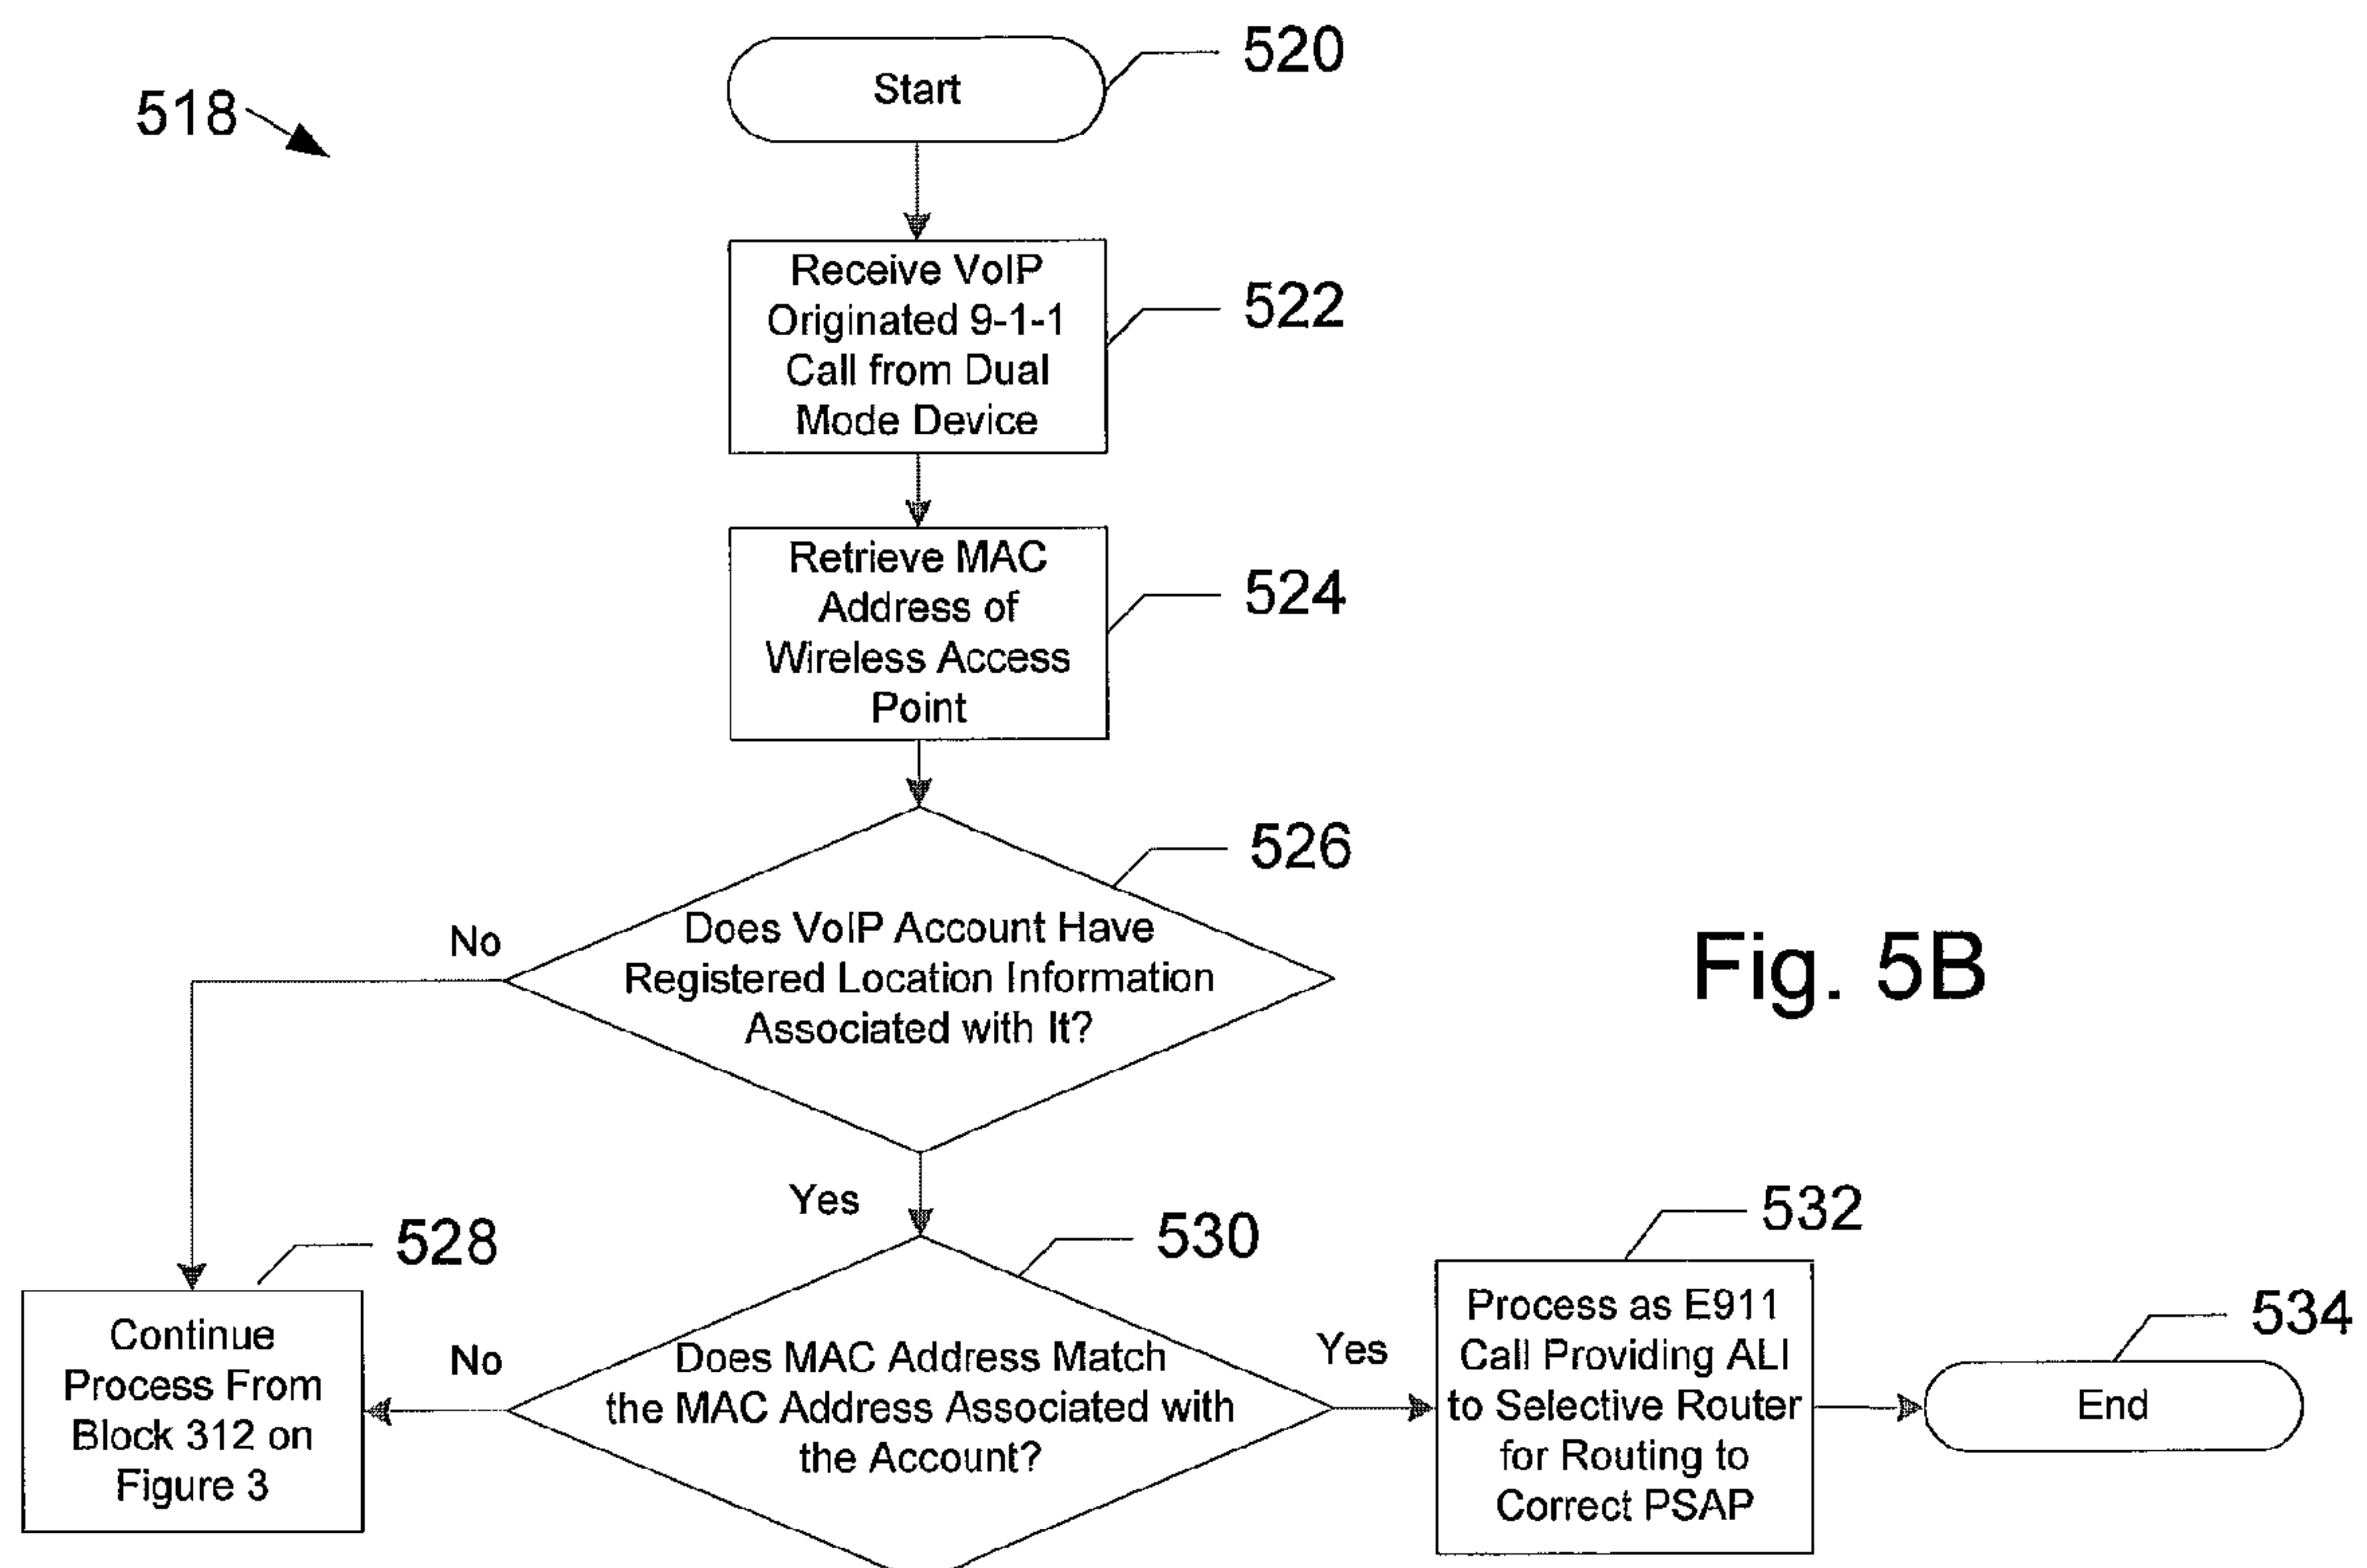 518
Start
520
Receive VoIP
Originated 9-1-1
Call from Dual
Mode Device
522
Retrieve MAC
Address of
Wireless Access
Point
524
Does VoIP Account Have
Registered Location Information
Associated with It?
526
No
Yes
Fig. 5B
Continue
Process From
Block 312 on
Figure 3
528
Does MAC Address Match
the MAC Address Associated with
the Account?
530
No
Yes
Process as E911
Call Providing ALI
to Selective Router
for Routing to
Correct PSAP
532
End
534